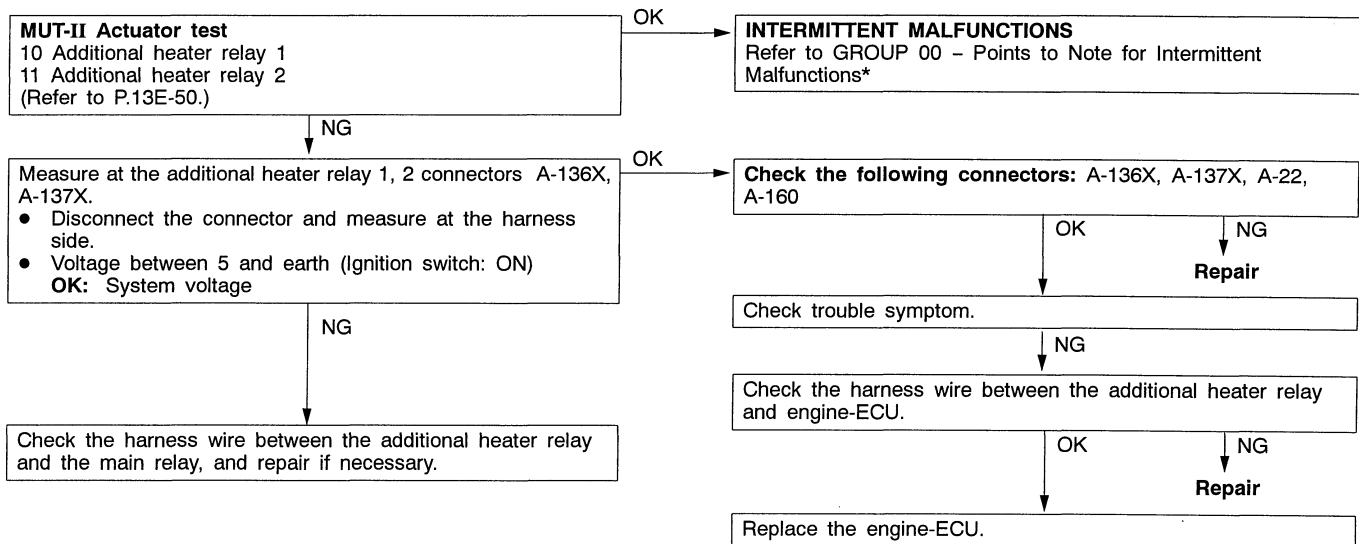 MUT-II Actuator test
10 Additional heater relay 1
11 Additional heater relay 2
(Refer to P.13E-50.)
OK
INTERMITTENT MALFUNCTIONS
Refer to GROUP 00 – Points to Note for Intermittent
Malfunctions*
NG
Measure at the additional heater relay 1, 2 connectors A-136X,
A-137X.
● Disconnect the connector and measure at the harness
side.
● Voltage between 5 and earth (Ignition switch: ON)
OK: System voltage
OK
Check the following connectors: A-136X, A-137X, A-22,
A-160
OK
NG
Repair
NG
Check trouble symptom.
NG
Check the harness wire between the additional heater relay
and engine-ECU.
Check the harness wire between the additional heater relay
and the main relay, and repair if necessary.
OK
NG
Repair
Replace the engine-ECU.